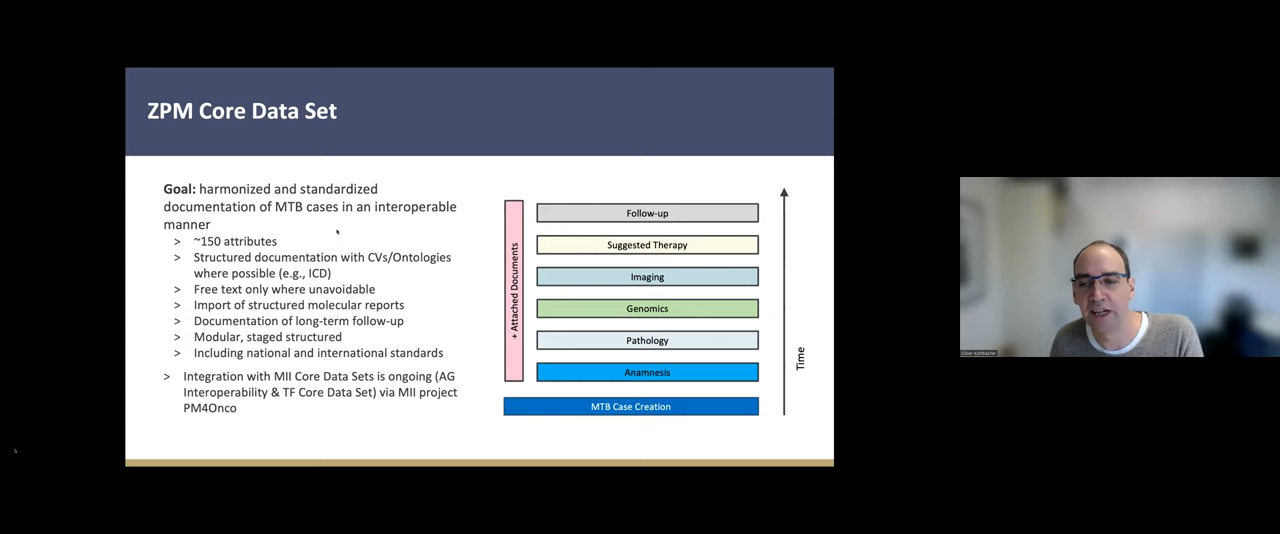 ZPM Core Data Set
Goal: harmonized and standardized
documentation of MTB cases in an interoperable
manner
> ~150 attributes
> Structured documentation with CVs/Ontologies
where possible (e.g., ICD)
> Free text only where unavoidable
> Import of structured molecular reports
> Documentation of long-term follow-up
> Modular, staged structured
> Including national and international standards
> Integration with MII Core Data Sets is ongoing (AG
Interoperability & TF Core Data Set) via MII project
PM4Onco
+ Attached Documents
Follow-up
Suggested Therapy
Imaging
Genomics
Pathology
Anamnesis
MTB Case Creation
Time
Oliver Kohlbacher